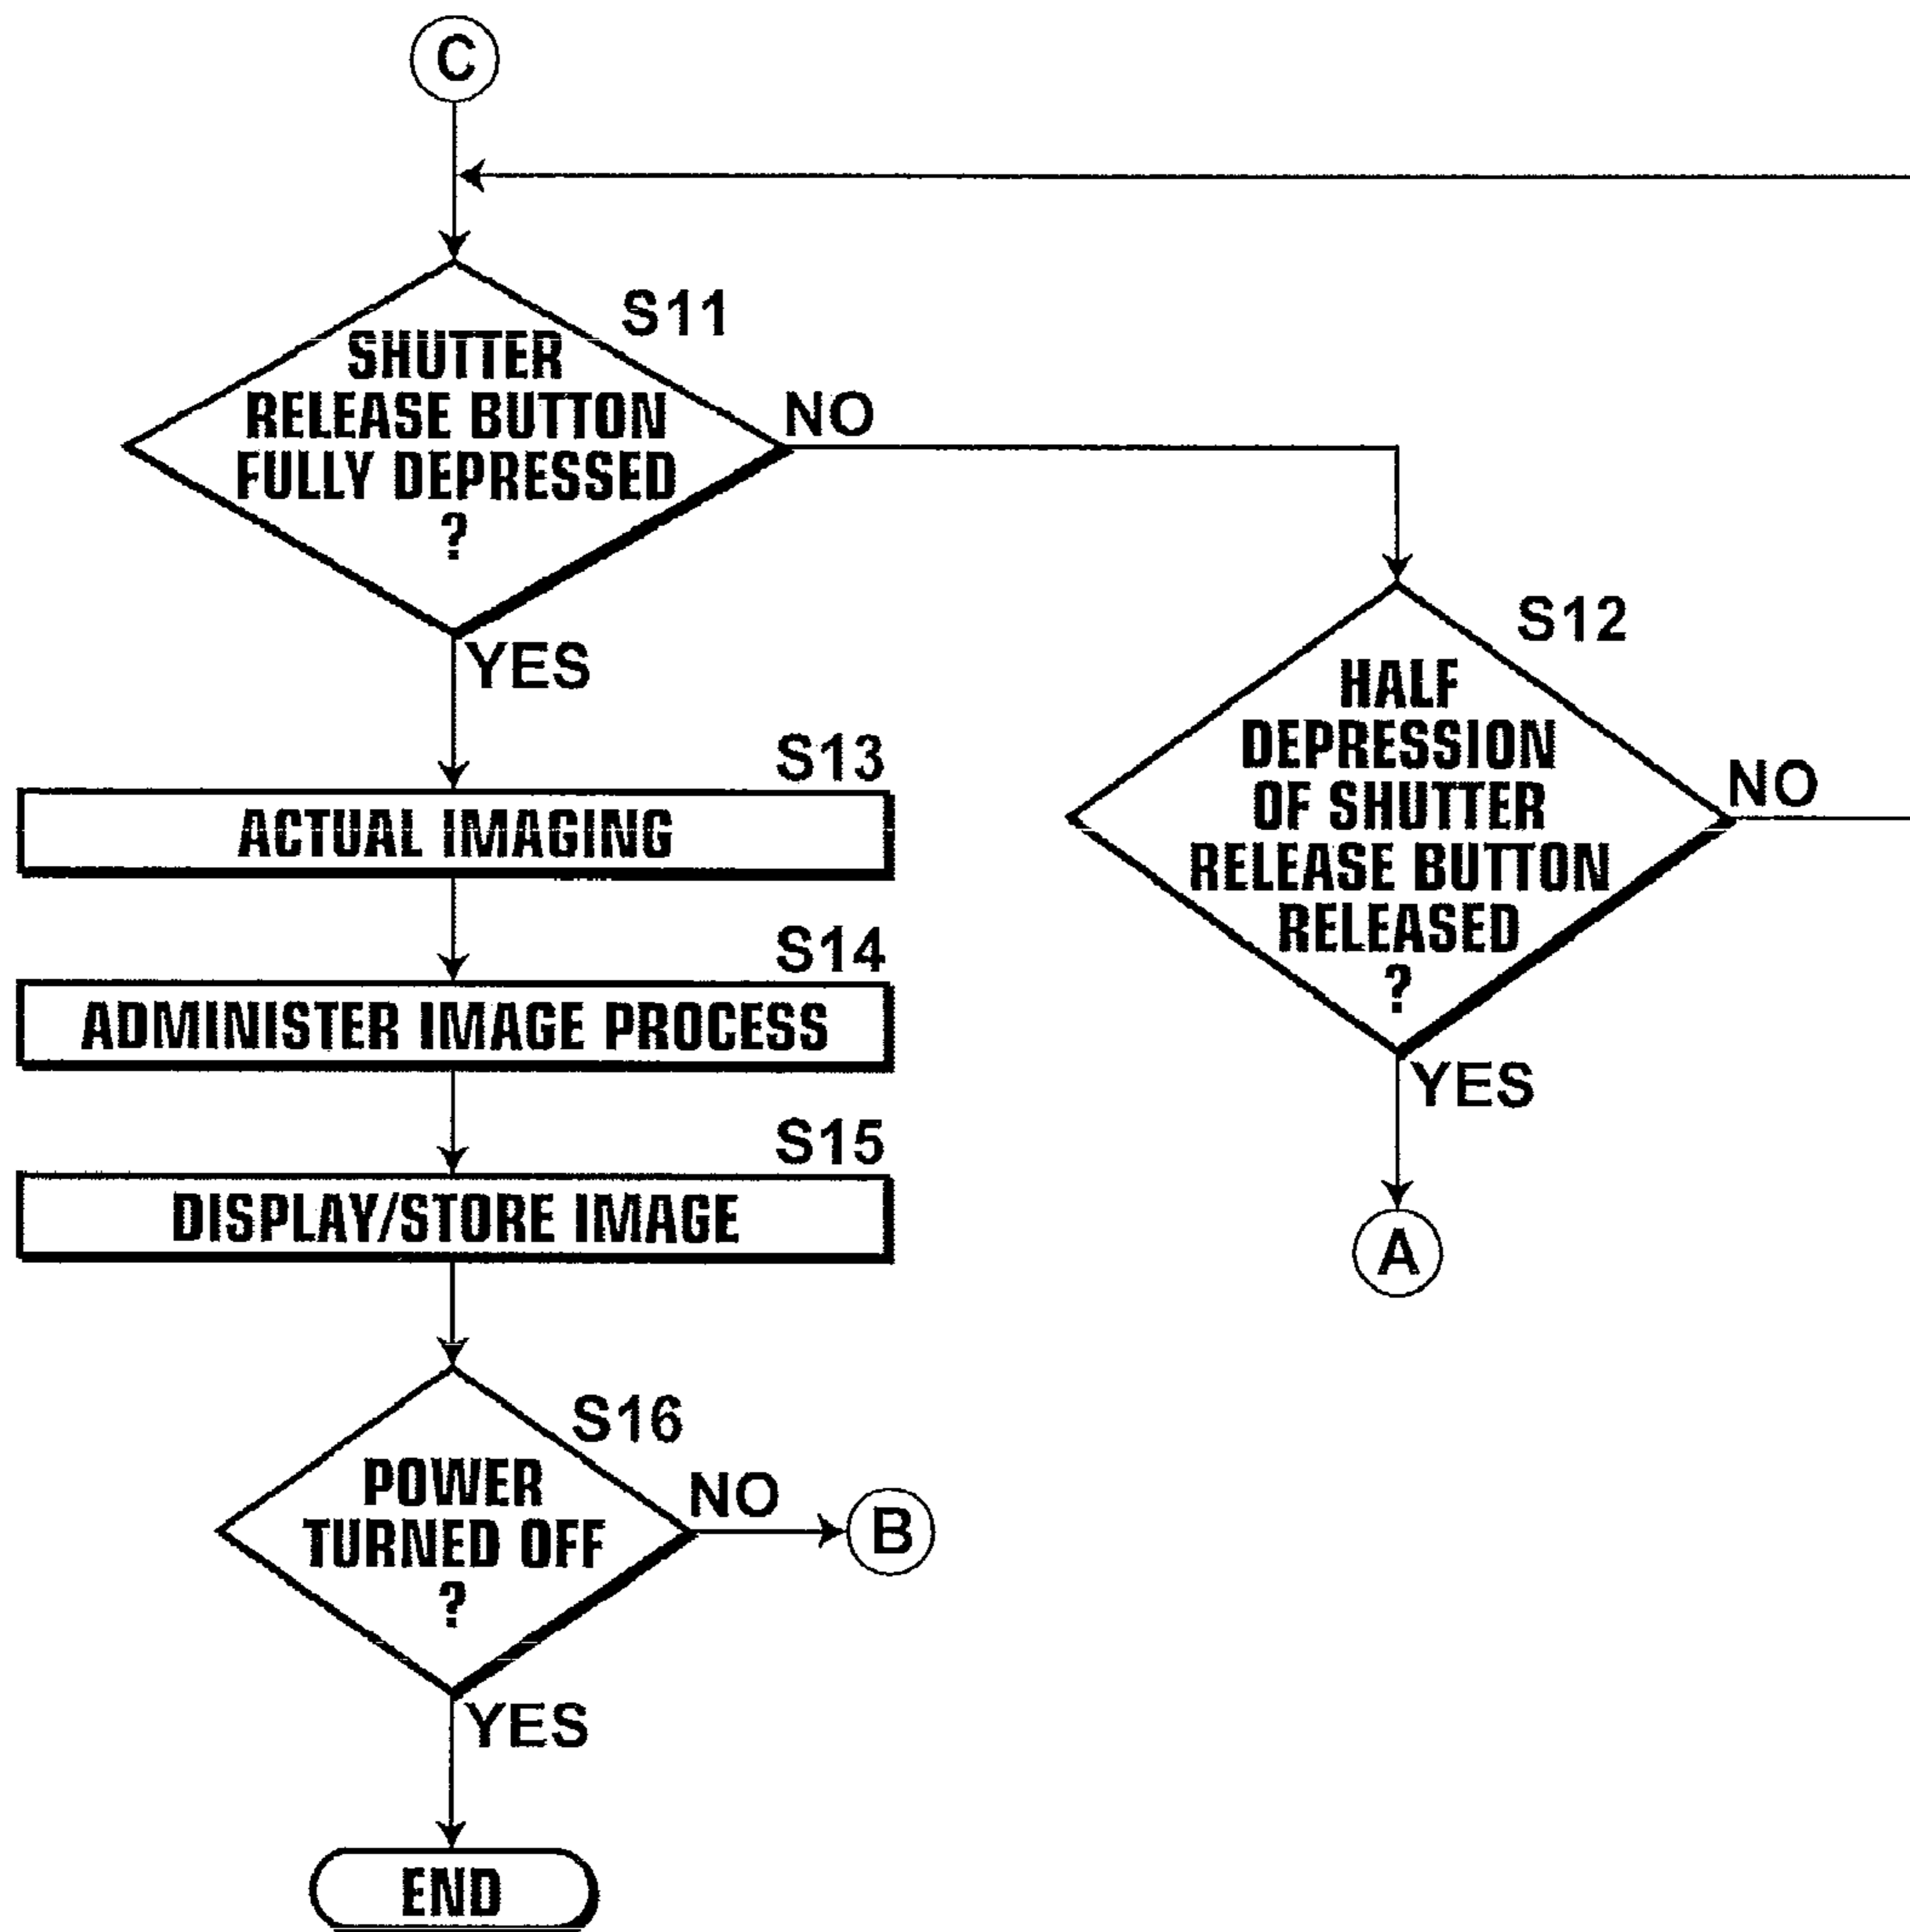 C
S11
SHUTTER
RELEASE BUTTON
FULLY DEPRESSED
?
NO
YES
S12
HALF
DEPRESSION
OF SHUTTER
RELEASE BUTTON
RELEASED
?
NO
YES
A
S13
ACTUAL IMAGING
S14
ADMINISTER IMAGE PROCESS
S15
DISPLAY/STORE IMAGE
S16
POWER
TURNED OFF
?
NO
B
YES
END